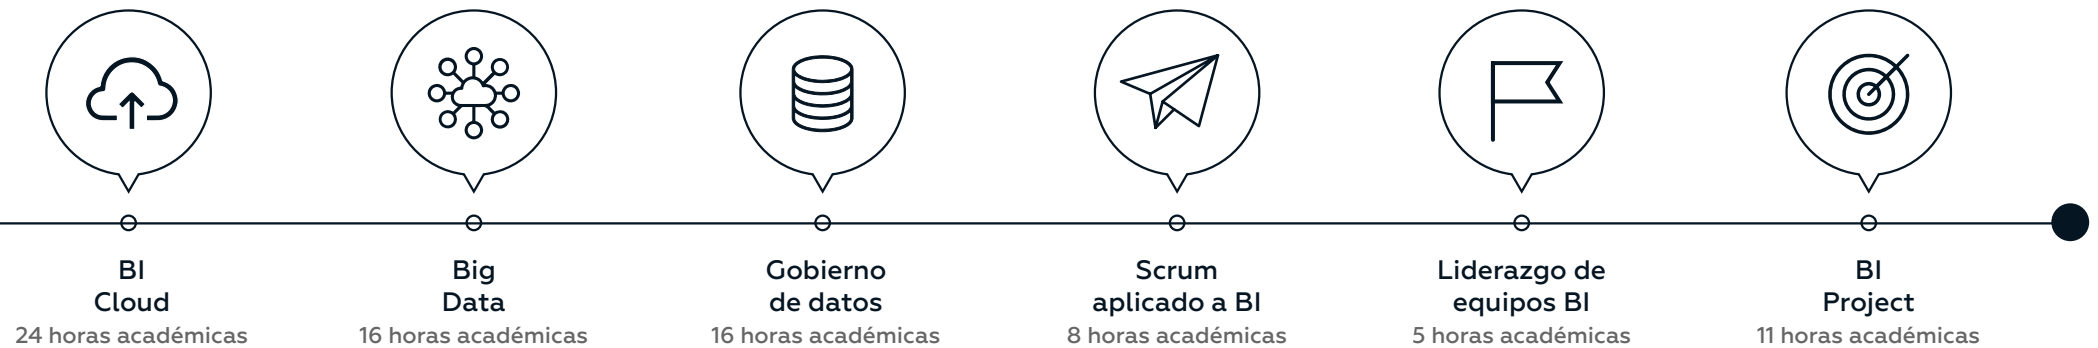 BI
Cloud
24 horas académicas
Big
Data
16 horas académicas
Gobierno
de datos
16 horas académicas
Scrum
aplicado a BI
8 horas académicas
Liderazgo de
equipos BI
5 horas académicas
BI
Project
11 horas académicas